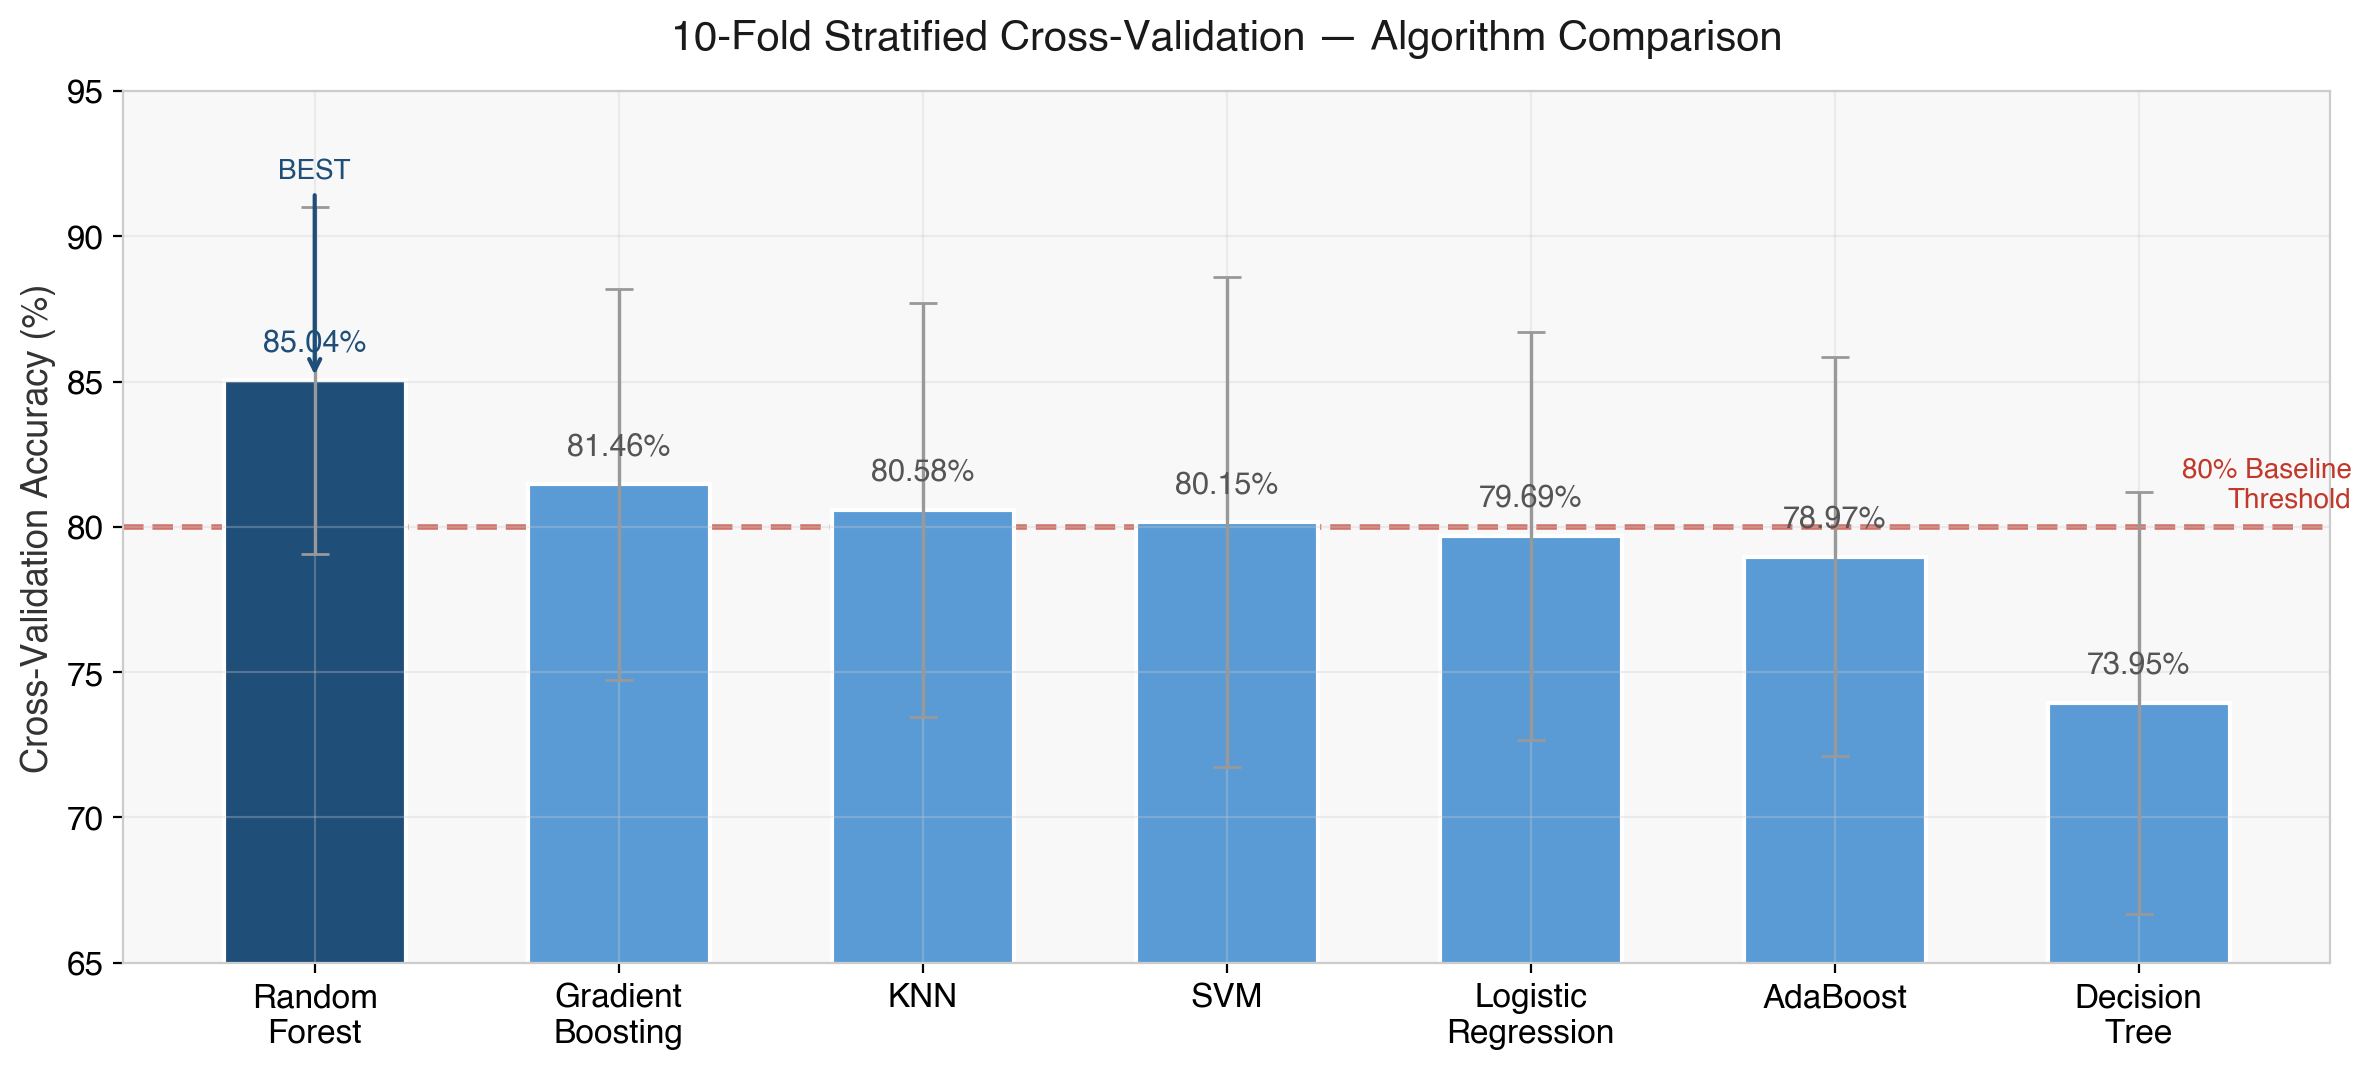 10-Fold Stratified Cross-Validation — Algorithm Comparison
Cross-Validation Accuracy (%)
95
90
85
80
75
70
65
BEST
85.04%
81.46%
80.58%
80.15%
79.69%
78.97%
73.95%
80% Baseline
Threshold
Random
Forest
Gradient
Boosting
KNN
SVM
Logistic
Regression
AdaBoost
Decision
Tree